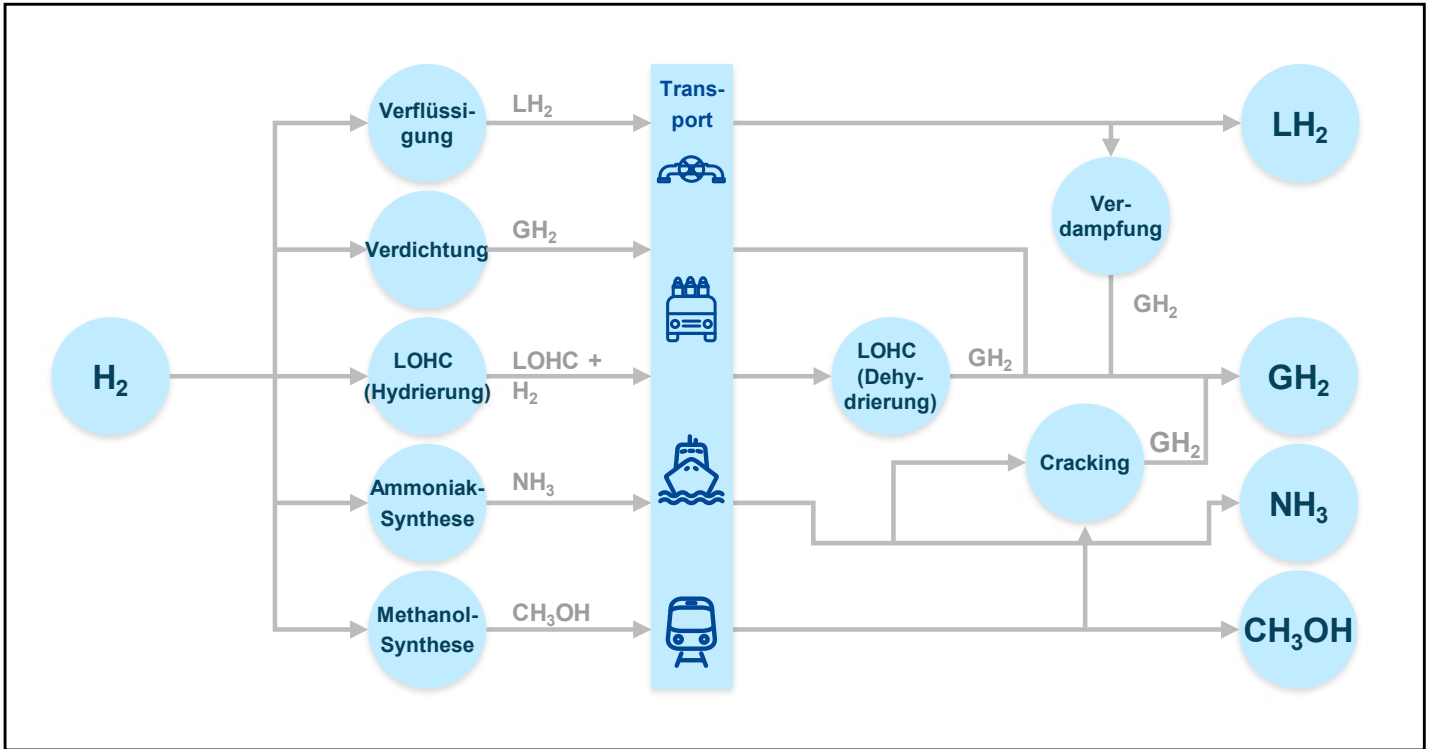 H₂
Verflüssi-
gung
Verdichtung
LOHC
(Hydrierung)
Ammoniak-
Synthese
Methanol-
Synthese
LH₂
GH₂
LOHC +
H₂
NH₃
CH₃OH
Trans-
port
LOHC
(Dehy-
drierung)
GH₂
Ver-
dampfung
GH₂
Cracking
GH₂
LH₂
GH₂
NH₃
CH₃OH